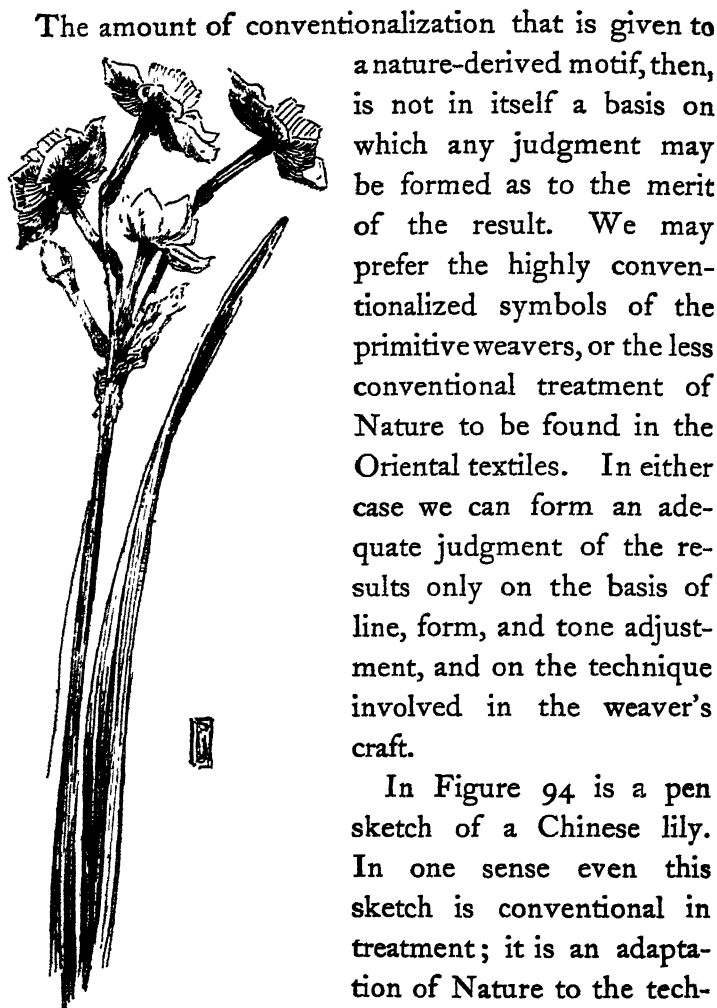 The amount of conventionalization that is given to
a nature-derived motif, then,
is not in itself a basis on
which any judgment may
be formed as to the merit
of the result. We may
prefer the highly conven-
tionalized symbols of the
primitive weavers, or the less
conventional treatment of
Nature to be found in the
Oriental textiles. In either
case we can form an ade-
quate judgment of the re-
sults only on the basis of
line, form, and tone adjust-
ment, and on the technique
involved in the weaver's
craft.
In Figure 94 is a pen
sketch of a Chinese lily.
In one sense even this
sketch is conventional in
treatment; it is an adapta-
tion of Nature to the tech-